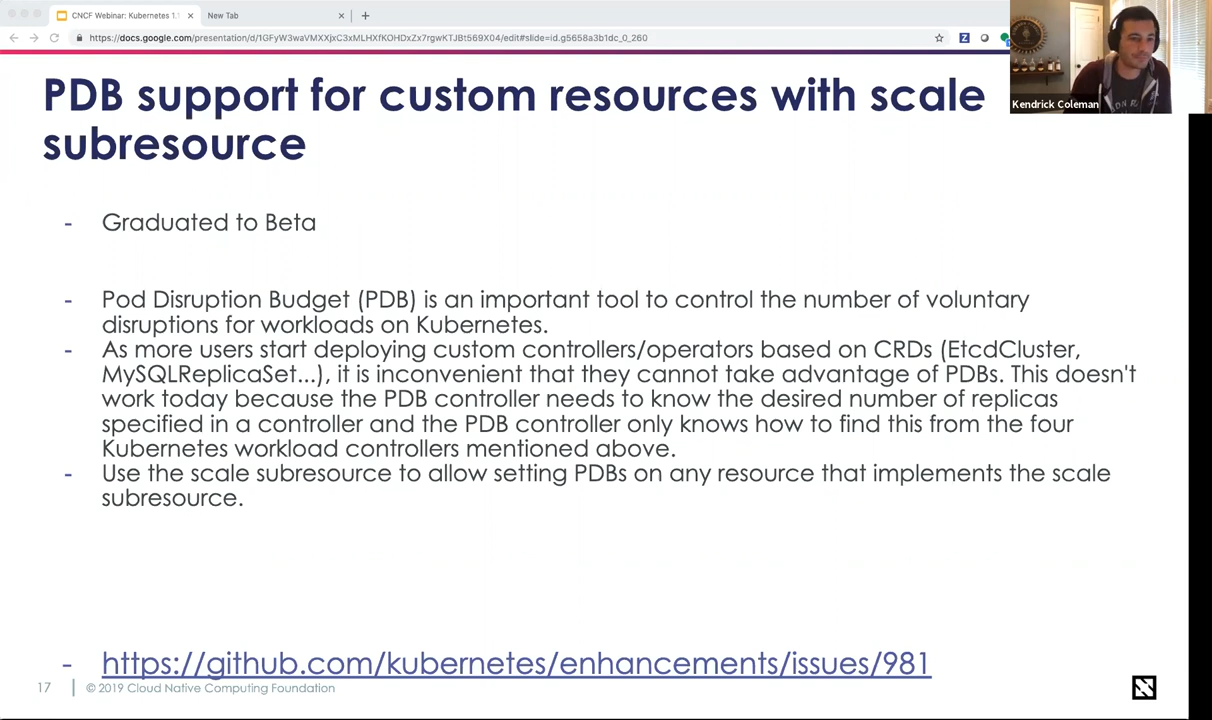 CNCF Webinar: Kubernetes 1.1
New Tab
https://docs.google.com/presentation/d/1GFyW3waVMXXjxC3xMLHXfKOHDxZx7rgwKTJBt569X04/edit#slide=id.g5658a3b1dc_0_260
Kendrick Coleman
PDB support for custom resources with scale
subresource
- Graduated to Beta
- Pod Disruption Budget (PDB) is an important tool to control the number of voluntary
disruptions for workloads on Kubernetes.
- As more users start deploying custom controllers/operators based on CRDs (EtcdCluster,
MySQLReplicaSet...), it is inconvenient that they cannot take advantage of PDBs. This doesn't
work today because the PDB controller needs to know the desired number of replicas
specified in a controller and the PDB controller only knows how to find this from the four
Kubernetes workload controllers mentioned above.
- Use the scale subresource to allow setting PDBs on any resource that implements the scale
subresource.
- https://github.com/kubernetes/enhancements/issues/981
17 | © 2019 Cloud Native Computing Foundation